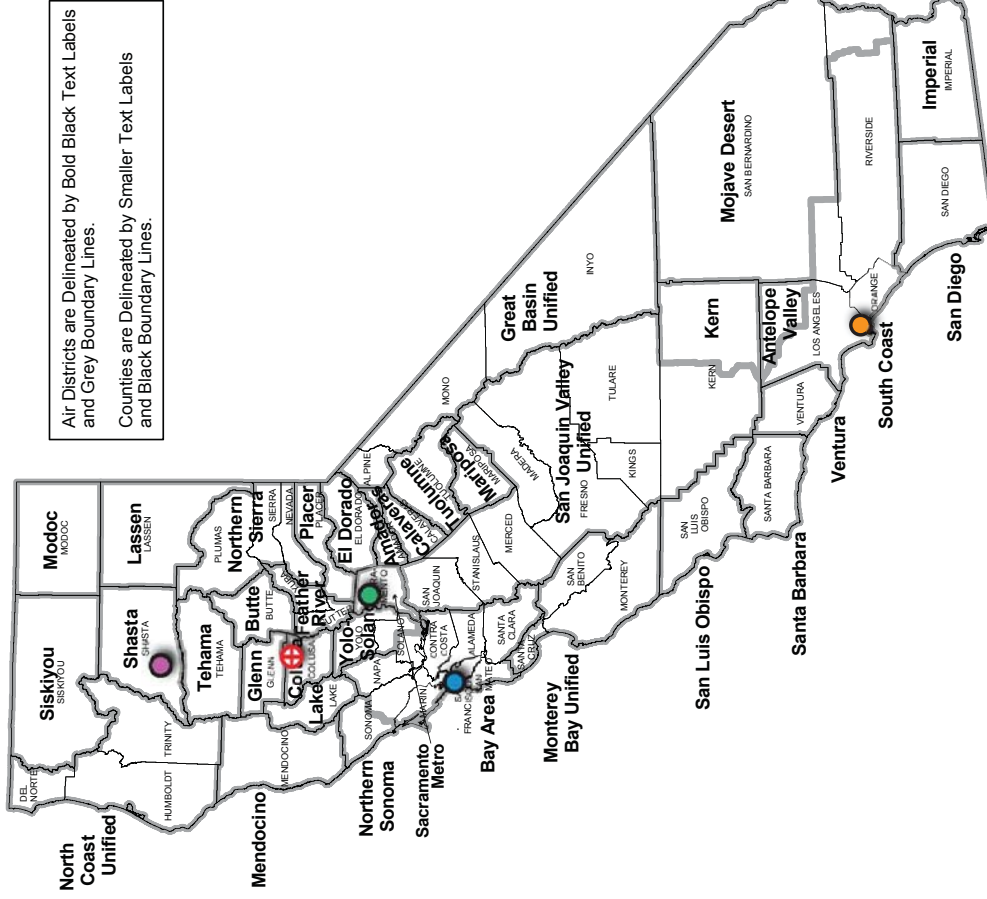 Air Districts are Delineated by Bold Black Text Labels
and Grey Boundary Lines.
Counties are Delineated by Smaller Text Labels
and Black Boundary Lines.
North
Coast
Unified
DEL
NORTE
Siskiyou
SISKIYOU
Modoc
MODOC
HUMBOLDT
TRINITY
Shasta
SHASTA
Lassen
LASSEN
Tehama
TEHAMA
PLUMAS
Northern
Sierra
SIERRA
NEVADA
Placer
PLACER
Mendocino
MENDOCINO
Glenn
GLENN
Butte
BUTTE
COLUSA
Feather
River
Lake
LAKE
El Dorado
EL DORADO
ALPINE
Amador
Calaveras
Tuolumne
TUOLUMNE
Mariposa
MARIPOSA
Northern
Sonoma
SONOMA
NAPA
Yolo
YOLO
Solano
SOLANO
Sacramento
Metro
MARIN
CONTRA
COSTA
SAN
JOAQUIN
STANISLAUS
ALAMEDA
Bay Area
SANTA
CLARA
SANTA
CRUZ
MERCED
MADERA
MONO
Great
Basin
Unified
INYO
San Joaquin Valley
Unified
FRESNO
TULARE
KINGS
Monterey
Bay Unified
SAN
BENITO
MONTEREY
San Luis Obispo
SAN
LUIS
OBISPO
Kern
KERN
Mojave Desert
SAN BERNARDINO
Santa Barbara
SANTA BARBARA
Ventura
VENTURA
Antelope
Valley
LOS ANGELES
South Coast
ORANGE
RIVERSIDE
San Diego
SAN DIEGO
Imperial
IMPERIAL